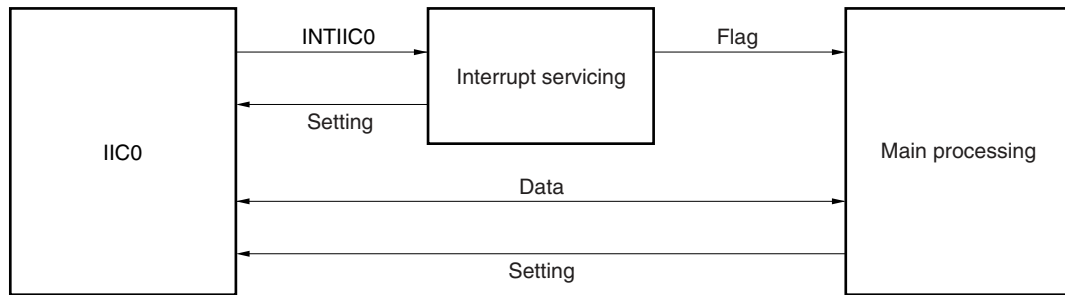 INTIIC0
Flag
Interrupt servicing
Setting
IIC0
Main processing
Data
Setting